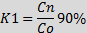 K1 = Cn/Co 90%